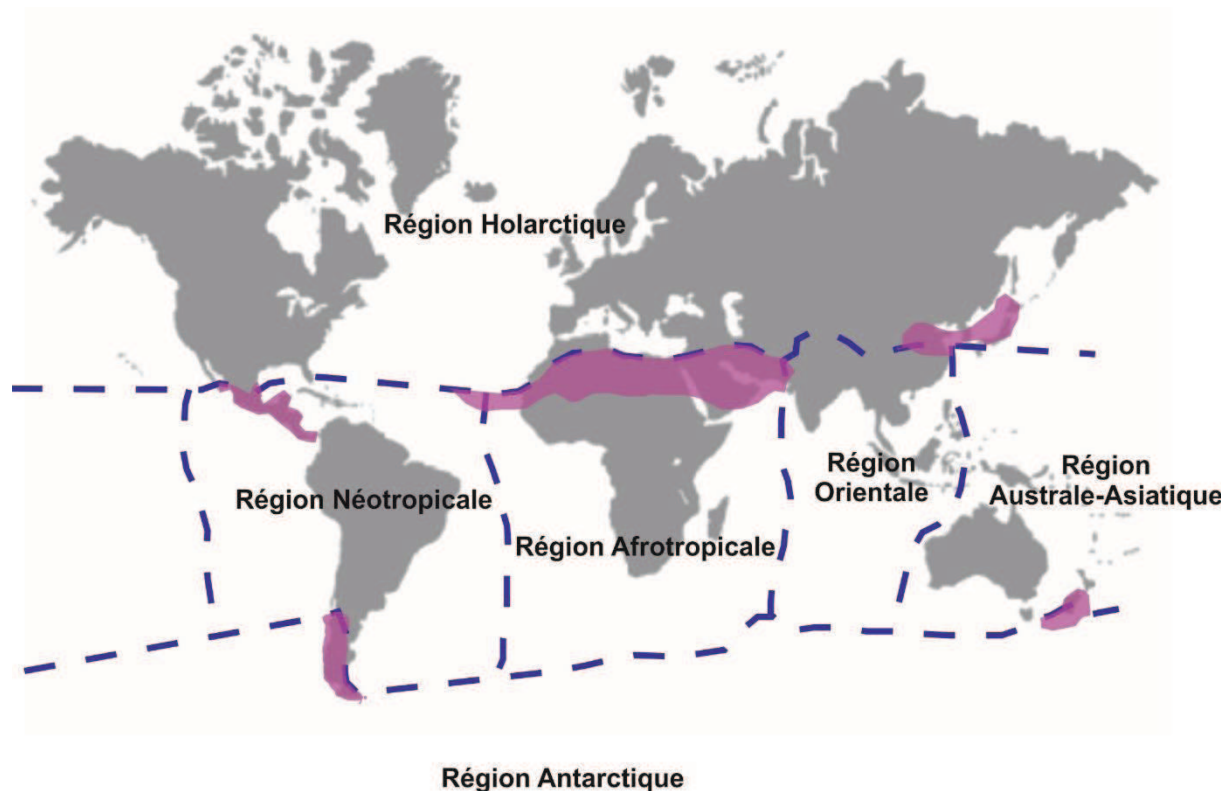 Région Holarctique
Région
Orientale
Région
Australe-Asiatique
Région Néotropicale
Région Afrotropicale
Région Antarctique